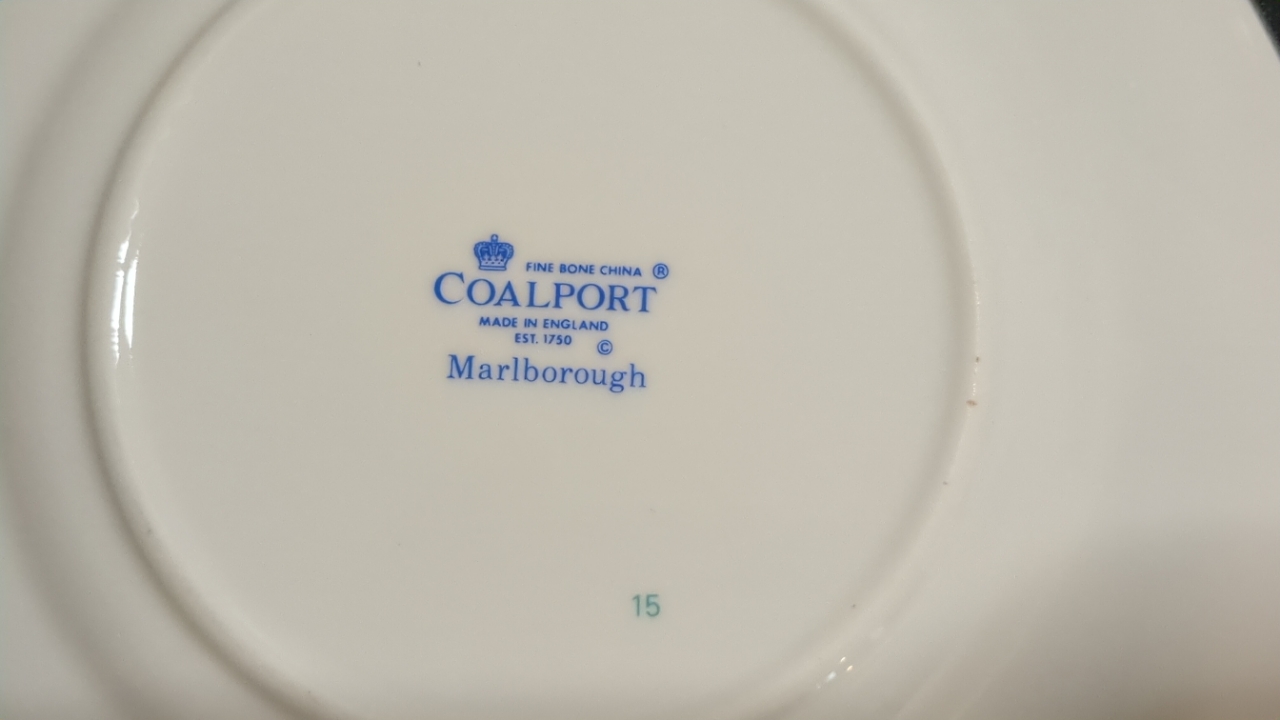 FINE BONE CHINA ®
COALPORT
MADE IN ENGLAND
EST. 1750 ©
Marlborough
15